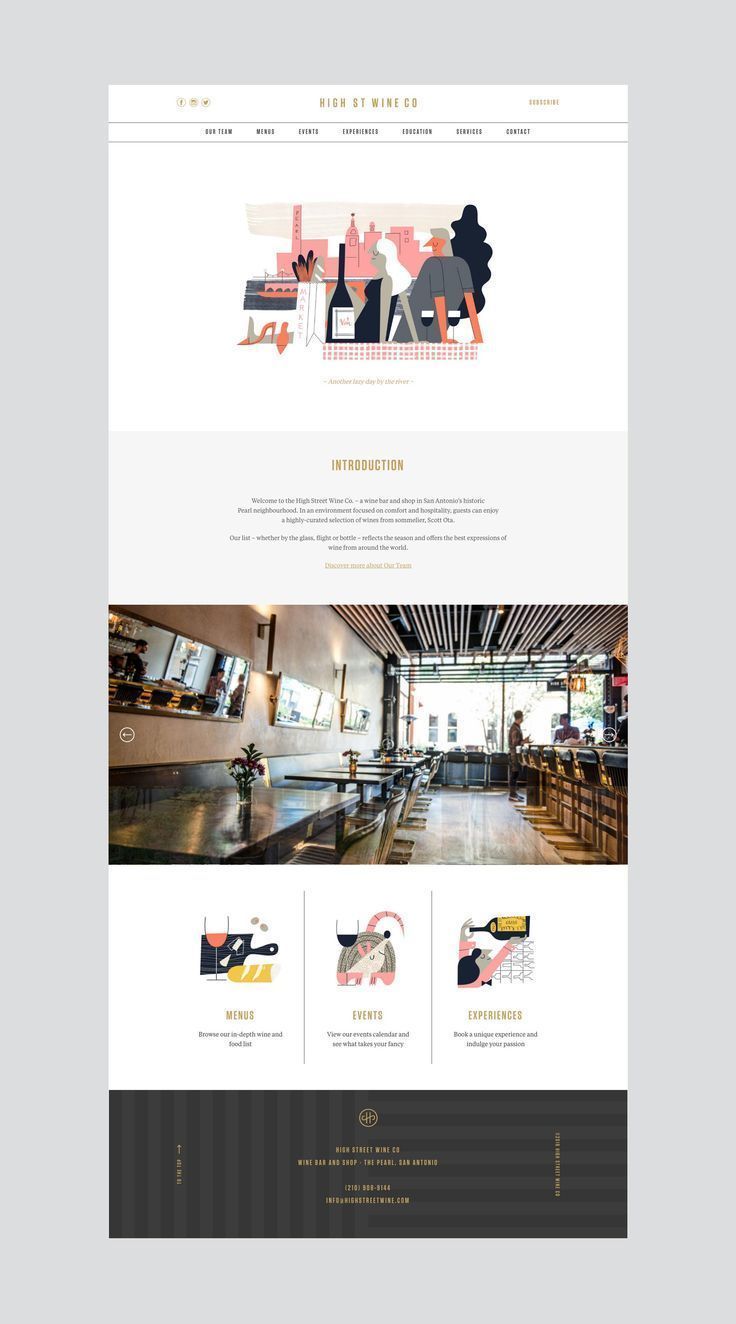 HIGH ST WINE CO
SUBSCRIBE
OUR TEAM MENUS EVENTS EXPERIENCES EDUCATION SERVICES CONTACT
PEARL
MARKET
Vin
~ Another lazy day by the river ~
INTRODUCTION
Welcome to the High Street Wine Co. – a wine bar and shop in San Antonio's historic
Pearl neighbourhood. In an environment focused on comfort and hospitality, guests can enjoy
a highly-curated selection of wines from sommelier, Scott Ota.
Our list – whether by the glass, flight or bottle – reflects the season and offers the best expressions of
wine from around the world.
Discover more about Our Team
MENUS
Browse our in-depth wine and
food list
EVENTS
View our events calendar and
see what takes your fancy
EXPERIENCES
Book a unique experience and
indulge your passion
TO THE TOP
HIGH STREET WINE CO
WINE BAR AND SHOP - THE PEARL, SAN ANTONIO
(210) 908-9144
INFO@HIGHSTREETWINE.COM
©2018 HIGH STREET WINE CO